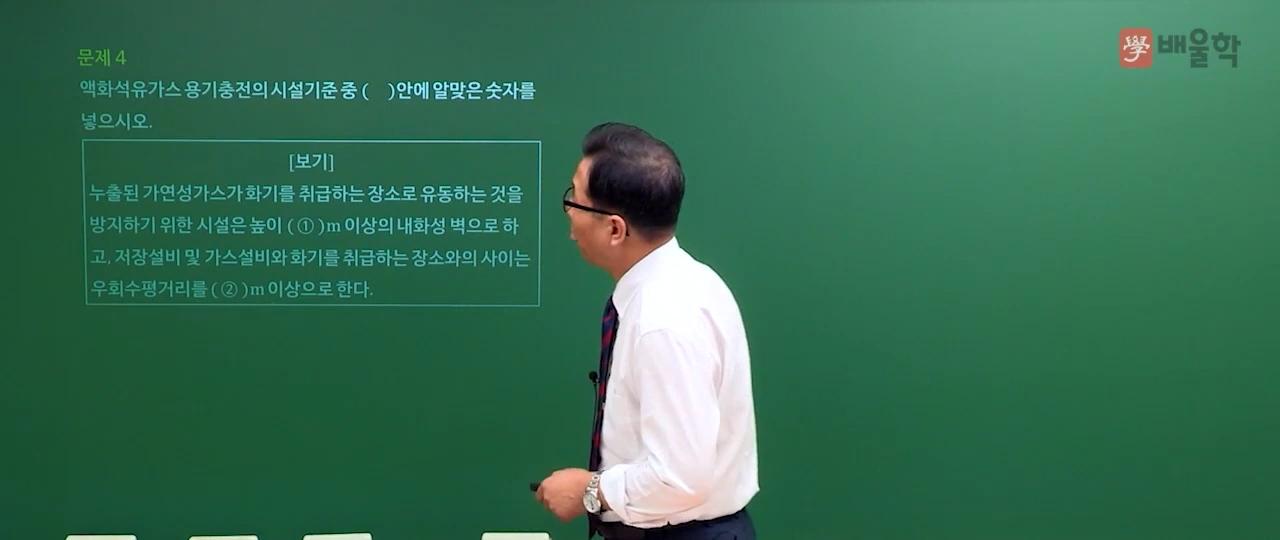 문제 4
액화석유가스 용기충전의 시설기준 중 (    )안에 알맞은 숫자를
넣으시오.
[보기]
누출된 가연성가스가 화기를 취급하는 장소로 유동하는 것을
방지하기 위한 시설은 높이 ( ① )m 이상의 내화성 벽으로 하
고, 저장설비 및 가스설비와 화기를 취급하는 장소와의 사이는
우회수평거리를 ( ② )m 이상으로 한다.
學 배울학